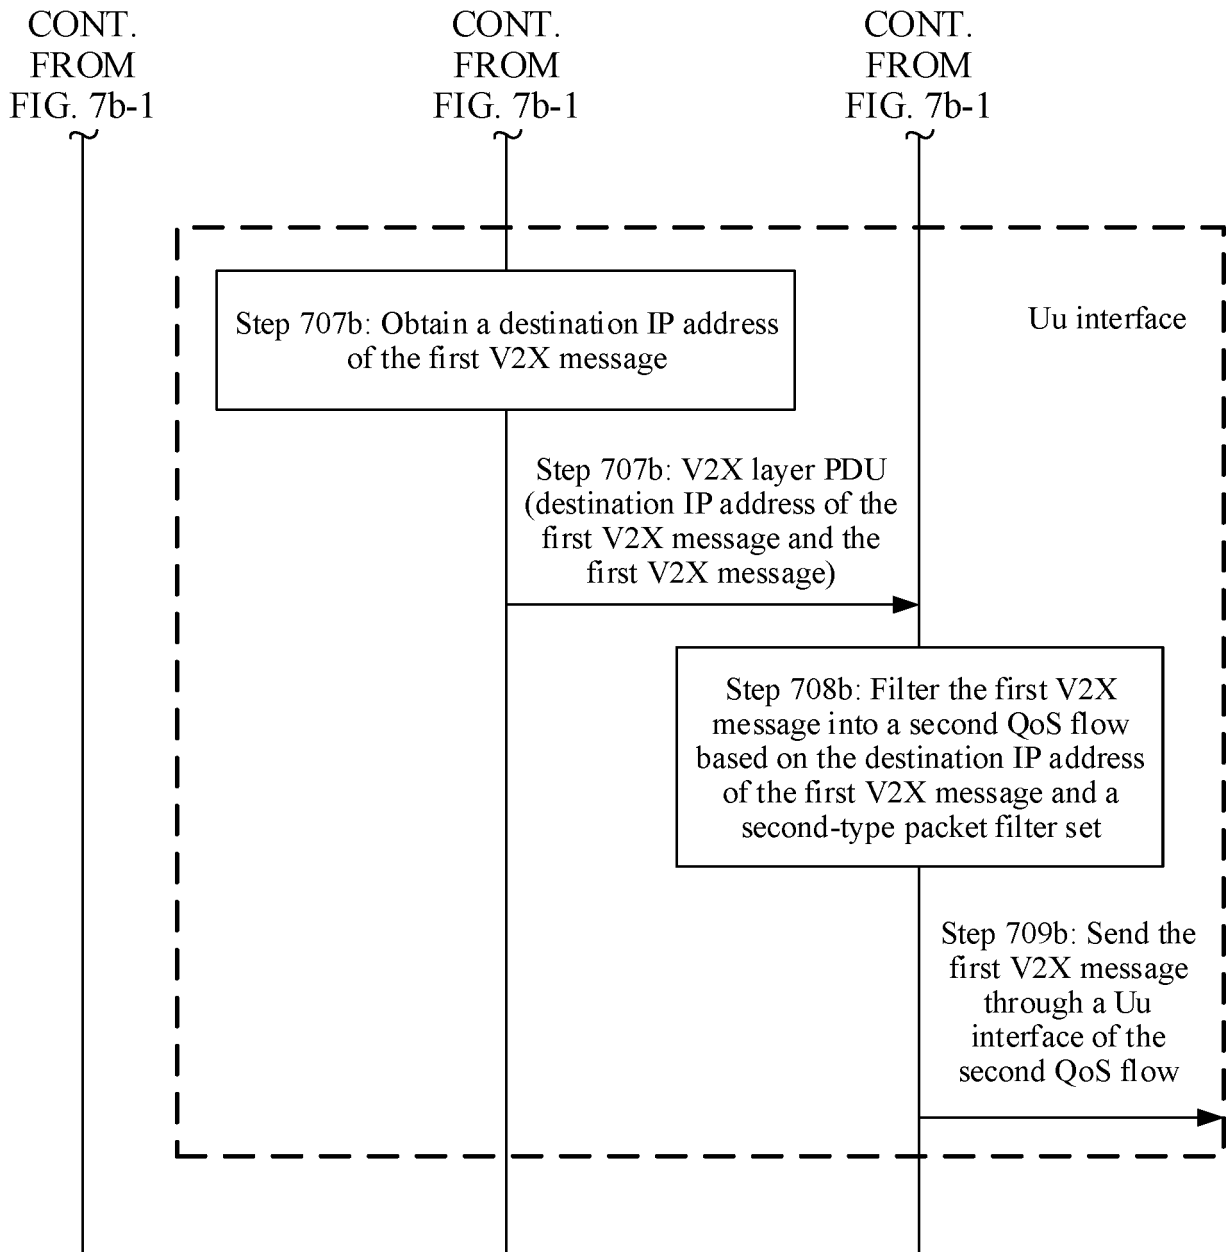 CONT.
FROM
FIG. 7b-1
CONT.
FROM
FIG. 7b-1
CONT.
FROM
FIG. 7b-1
Uu interface
Step 707b: Obtain a destination IP address
of the first V2X message
Step 707b: V2X layer PDU
(destination IP address of the
first V2X message and the
first V2X message)
Step 708b: Filter the first V2X
message into a second QoS flow
based on the destination IP address
of the first V2X message and a
second-type packet filter set
Step 709b: Send the
first V2X message
through a Uu
interface of the
second QoS flow